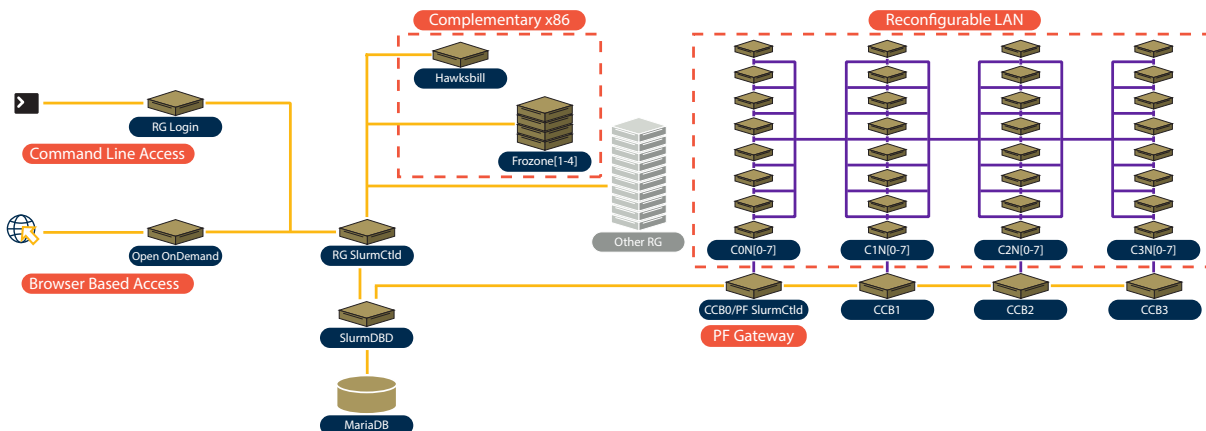 Complementary x86
Reconfigurable LAN
Hawksbill
RG Login
Command Line Access
Frozone[1-4]
Other RG
Open OnDemand
Browser Based Access
RG SlurmCtld
C0N[0-7]
C1N[0-7]
C2N[0-7]
C3N[0-7]
SlurmDBD
CCB0/PF SlurmCtld
CCB1
CCB2
CCB3
PF Gateway
MariaDB